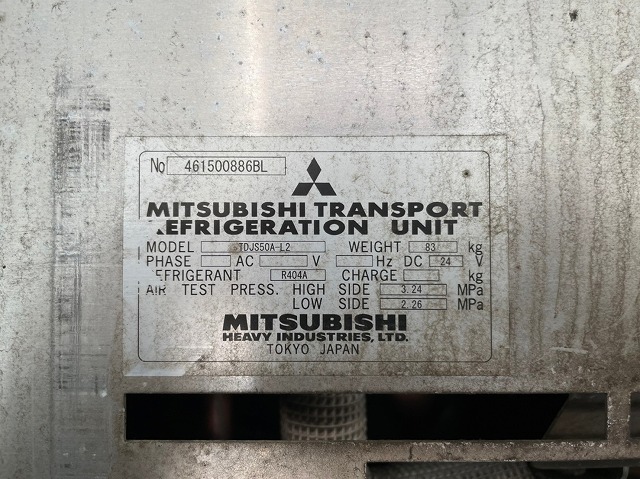 No 461500886BL
MITSUBISHI TRANSPORT
REFRIGERATION UNIT
MODEL TDJS50A-L2 WEIGHT 83 kg
PHASE AC V Hz DC 24 V
REFRIGERANT R404A CHARGE kg
AIR TEST PRESS. HIGH SIDE 3.24 MPa
LOW SIDE 2.26 MPa
MITSUBISHI
HEAVY INDUSTRIES, LTD.
TOKYO JAPAN